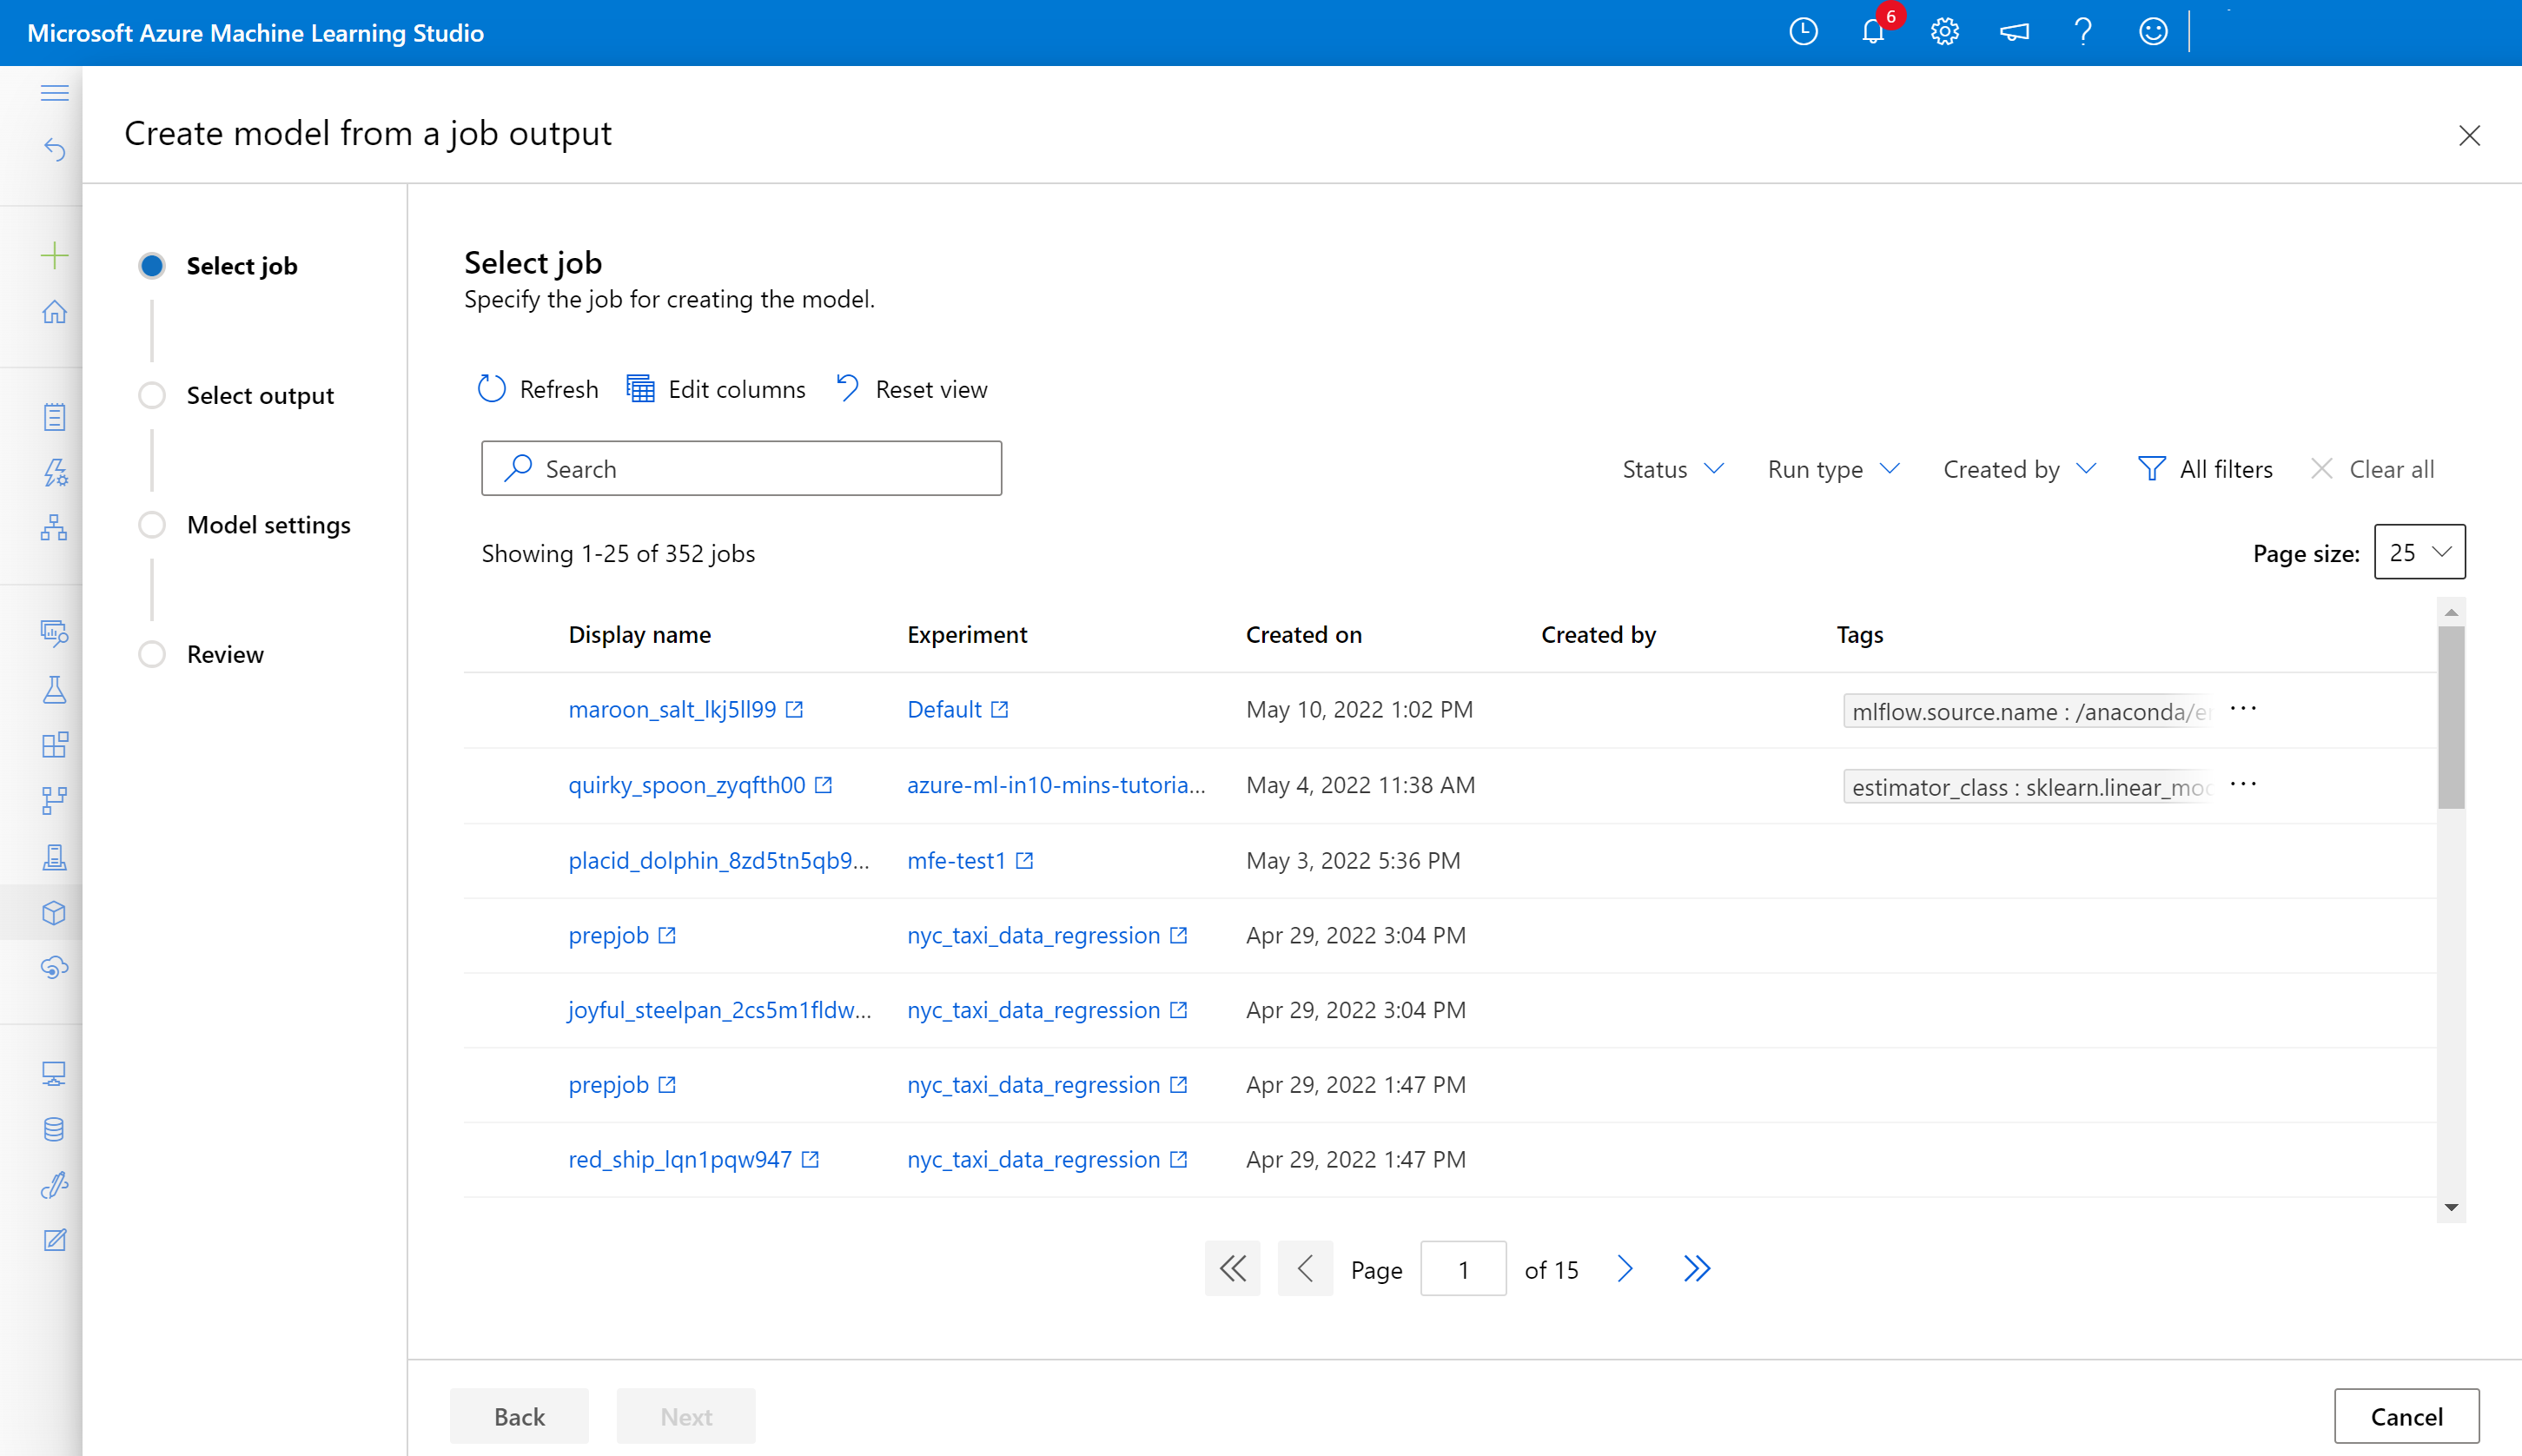 Microsoft Azure Machine Learning Studio
6
Create model from a job output
Select job
Select output
Model settings
Review
Select job
Specify the job for creating the model.
Refresh Edit columns Reset view
Search
Status Run type Created by All filters Clear all
Showing 1-25 of 352 jobs
Page size: 25
Display name Experiment Created on Created by Tags
maroon_salt_lkj5ll99 Default May 10, 2022 1:02 PM mlflow.source.name : /anaconda/er ...
quirky_spoon_zyqfth00 azure-ml-in10-mins-tutoria... May 4, 2022 11:38 AM estimator_class : sklearn.linear_moc ...
placid_dolphin_8zd5tn5qb9... mfe-test1 May 3, 2022 5:36 PM
prepjob nyc_taxi_data_regression Apr 29, 2022 3:04 PM
joyful_steelpan_2cs5m1fldw... nyc_taxi_data_regression Apr 29, 2022 3:04 PM
prepjob nyc_taxi_data_regression Apr 29, 2022 1:47 PM
red_ship_lqn1pqw947 nyc_taxi_data_regression Apr 29, 2022 1:47 PM
Page 1 of 15
Back Next Cancel